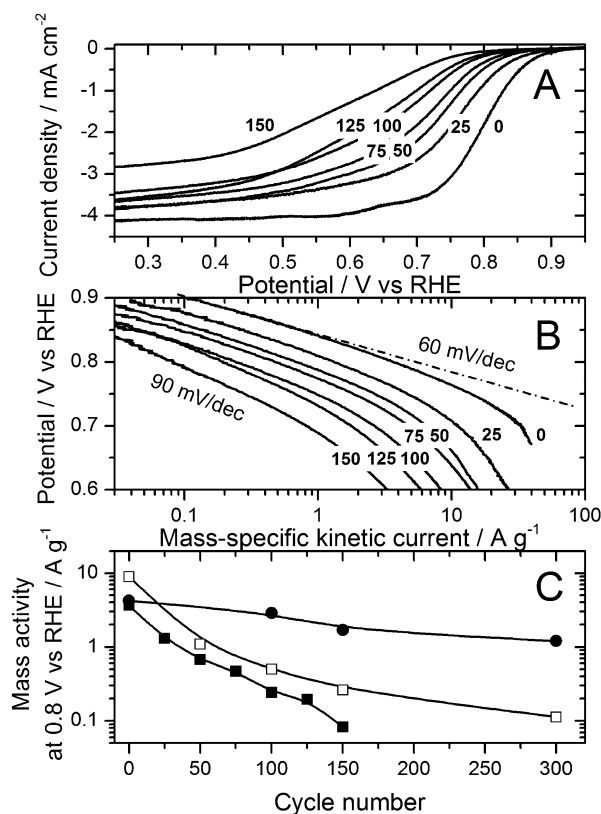 Current density / mA cm-2
0
-1
-2
-3
-4
A
150
125 100
75 50
25
0
0.3 0.4 0.5 0.6 0.7 0.8 0.9
Potential / V vs RHE
Potential / V vs RHE
0.9
0.8
0.7
0.6
B
60 mV/dec
90 mV/dec
150 125 100
75 50
25
0
0.1 1 10 100
Mass-specific kinetic current / A g-1
Mass activity
at 0.8 V vs RHE / A g-1
10
1
0.1
C
0 50 100 150 200 250 300
Cycle number